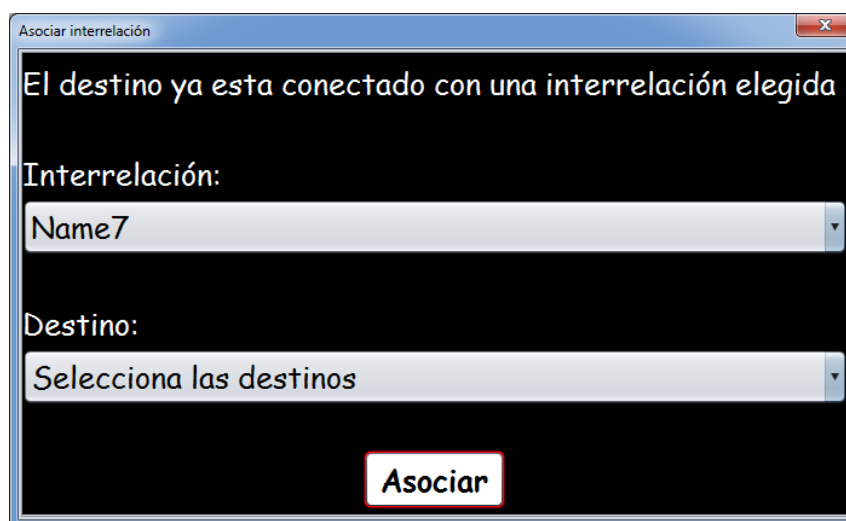 Asociar interrelación
El destino ya esta conectado con una interrelación elegida
Interrelación:
Name7
Destino:
Selecciona las destinos
Asociar